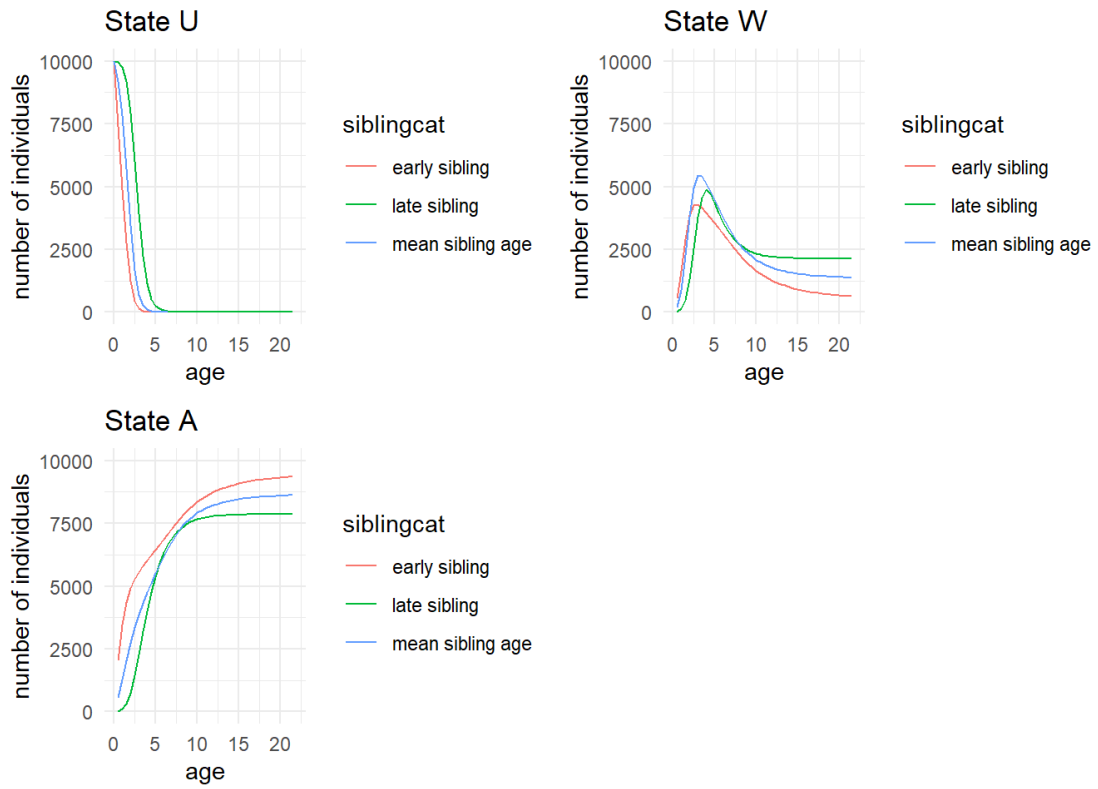 State U
number of individuals
10000
7500
5000
2500
0
0 5 10 15 20
age
siblingcat
early sibling
late sibling
mean sibling age
State W
number of individuals
10000
7500
5000
2500
0
0 5 10 15 20
age
siblingcat
early sibling
late sibling
mean sibling age
State A
number of individuals
10000
7500
5000
2500
0
0 5 10 15 20
age
siblingcat
early sibling
late sibling
mean sibling age